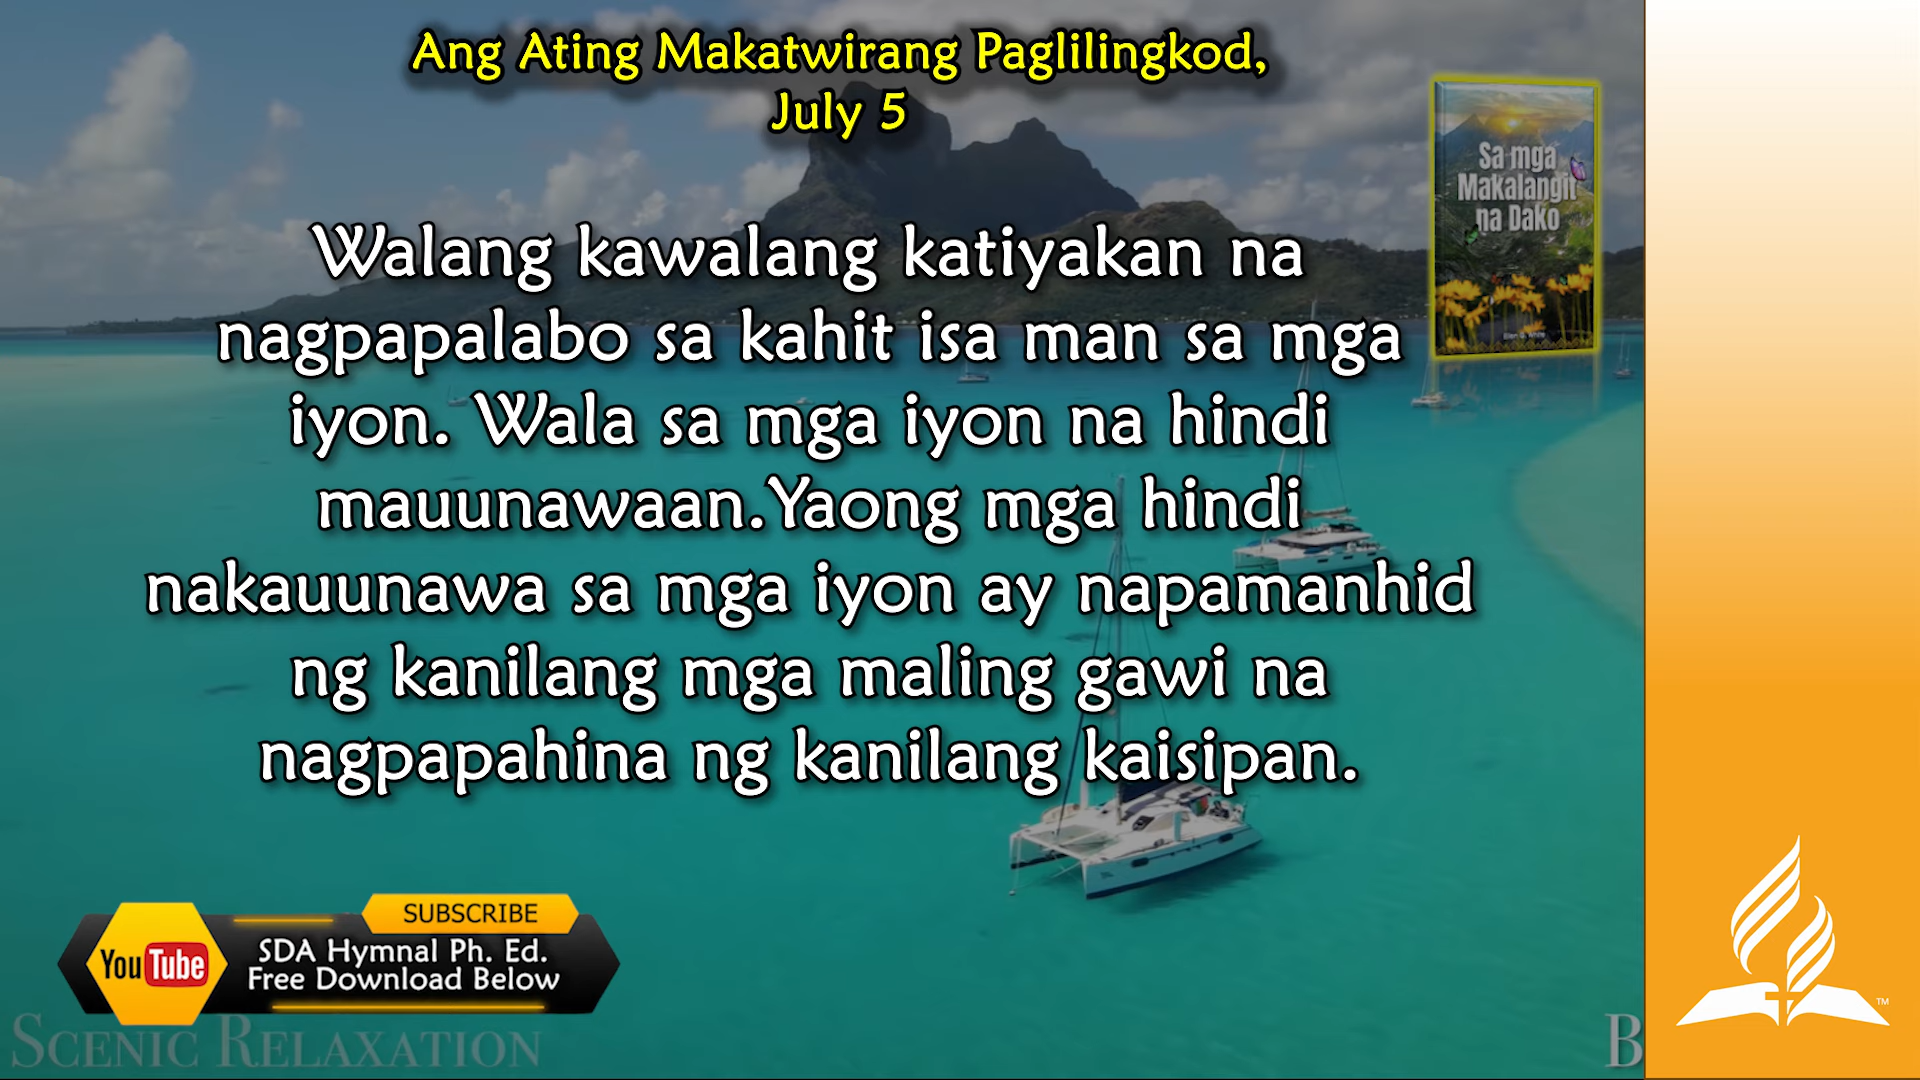 Ang Ating Makatwirang Paglilingkod,
July 5
Sa mga
Makalangit
na Dako
Ellen G. White
Walang kawalang katiyakan na
nagpapalabo sa kahit isa man sa mga
iyon. Wala sa mga iyon na hindi
mauunawaan.Yaong mga hindi
nakauunawa sa mga iyon ay napamanhid
ng kanilang mga maling gawi na
nagpapahina ng kanilang kaisipan.
SUBSCRIBE
YouTube
SDA Hymnal Ph. Ed.
Free Download Below
SCENIC RELAXATION
B
TM